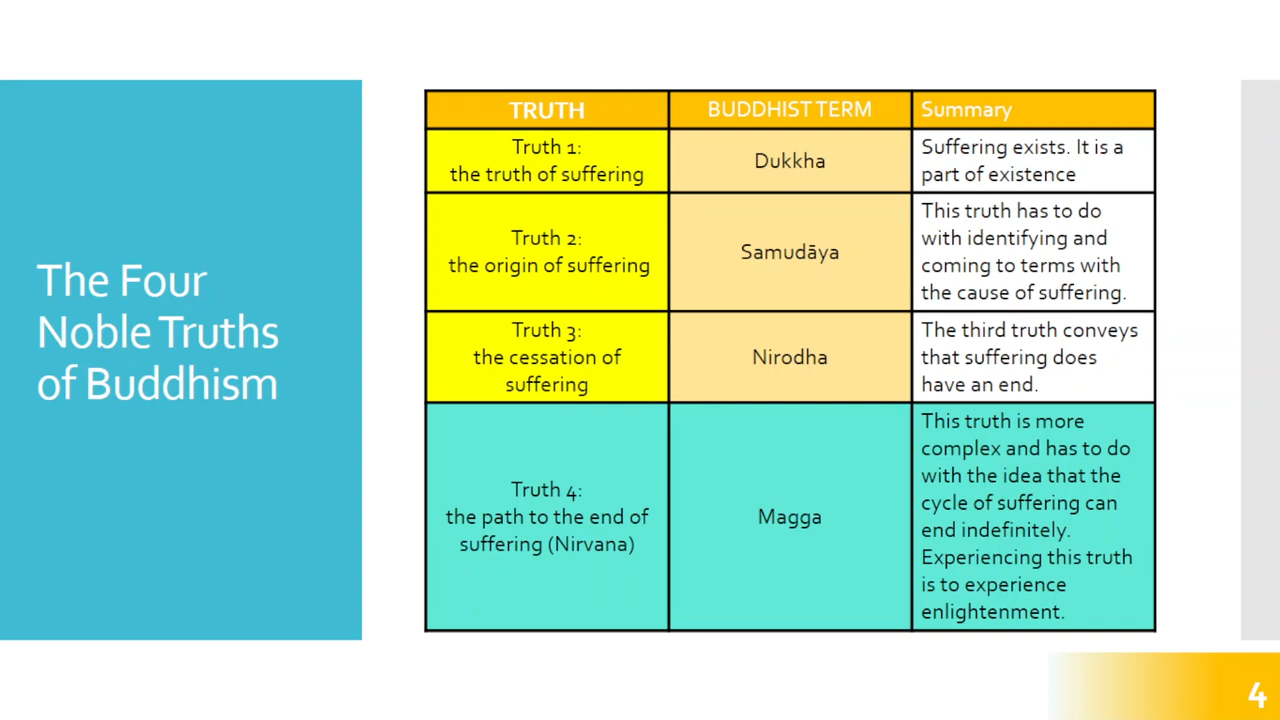 The Four
Noble Truths
of Buddhism
TRUTH
BUDDHIST TERM
Summary
Truth 1:
the truth of suffering
Dukkha
Suffering exists. It is a
part of existence
Truth 2:
the origin of suffering
Samudāya
This truth has to do
with identifying and
coming to terms with
the cause of suffering.
Truth 3:
the cessation of
suffering
Nirodha
The third truth conveys
that suffering does
have an end.
Truth 4:
the path to the end of
suffering (Nirvana)
Magga
This truth is more
complex and has to do
with the idea that the
cycle of suffering can
end indefinitely.
Experiencing this truth
is to experience
enlightenment.
4